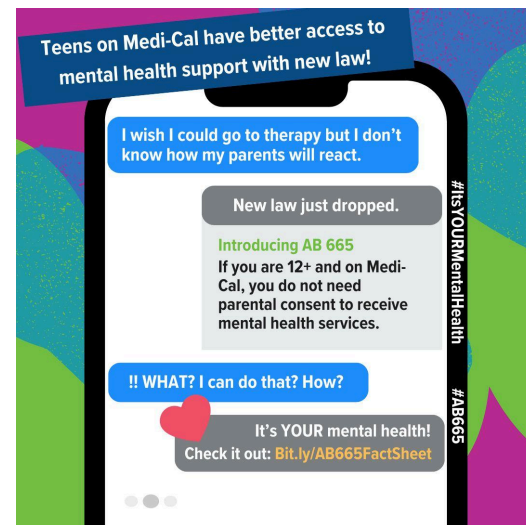 Teens on Medi-Cal have better access to
mental health support with new law!
I wish I could go to therapy but I don't
know how my parents will react.
New law just dropped.
Introducing AB 665
If you are 12+ and on Medi-
Cal, you do not need
parental consent to receive
mental health services.
!! WHAT? I can do that? How?
It's YOUR mental health!
Check it out: Bit.ly/AB665FactSheet
#ItsYOURMentalHealth
#AB665